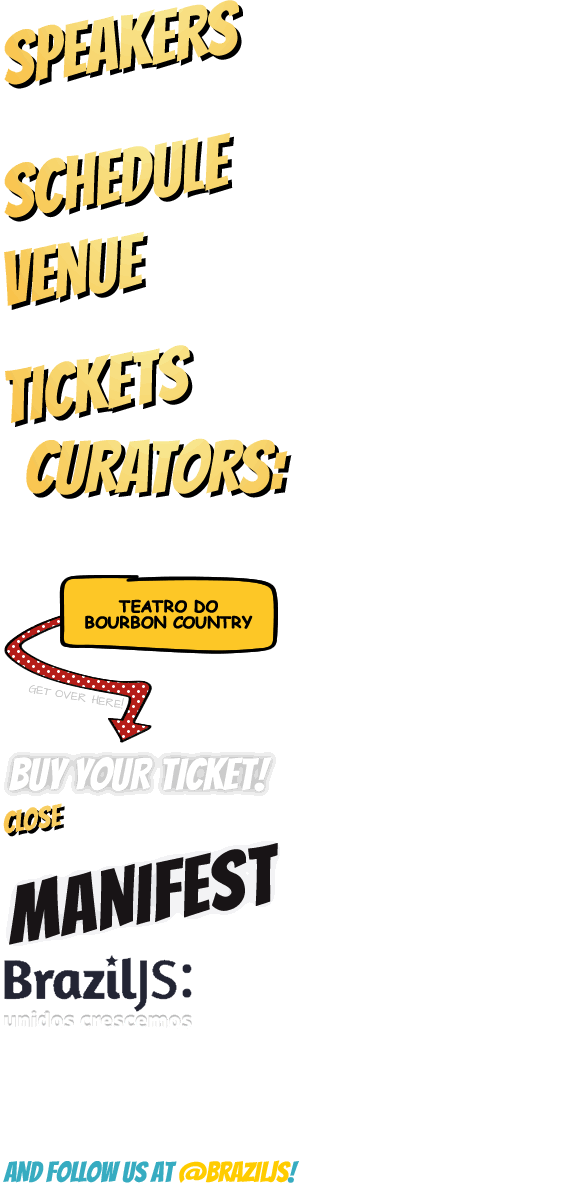 SPEAKERS
SCHEDULE
VENUE
TICKETS
CURATORS:
TEATRO DO
BOURBON COUNTRY
GET OVER HERE!
BUY YOUR TICKET!
CLOSE
MANIFEST
BrazilJS:
unidos crescemos
AND FOLLOW US AT @BRAZILJS!